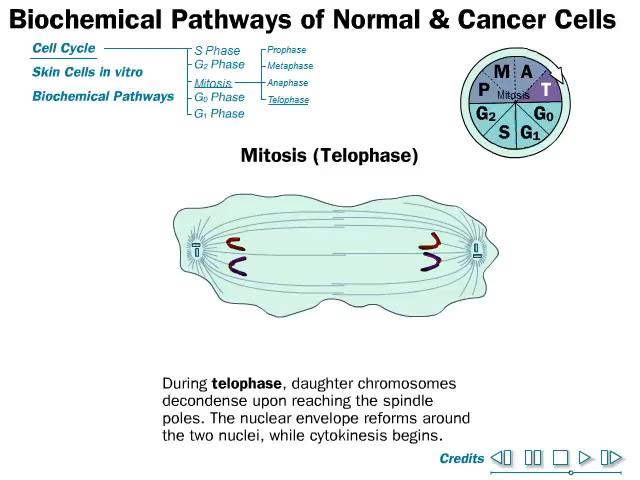 Biochemical Pathways of Normal & Cancer Cells
Cell Cycle
Skin Cells in vitro
Biochemical Pathways
S Phase
G₂ Phase
Mitosis
G₀ Phase
G₁ Phase
Prophase
Metaphase
Anaphase
Telophase
M A
P Mitosis T
G₂ G₀
S G₁
Mitosis (Telophase)
During telophase, daughter chromosomes
decondense upon reaching the spindle
poles. The nuclear envelope reforms around
the two nuclei, while cytokinesis begins.
Credits